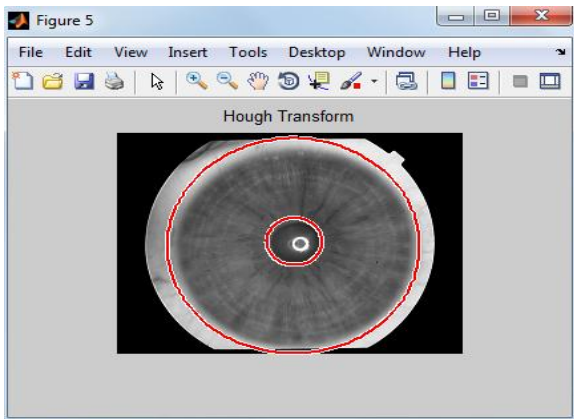 Figure 5
File Edit View Insert Tools Desktop Window Help
Hough Transform